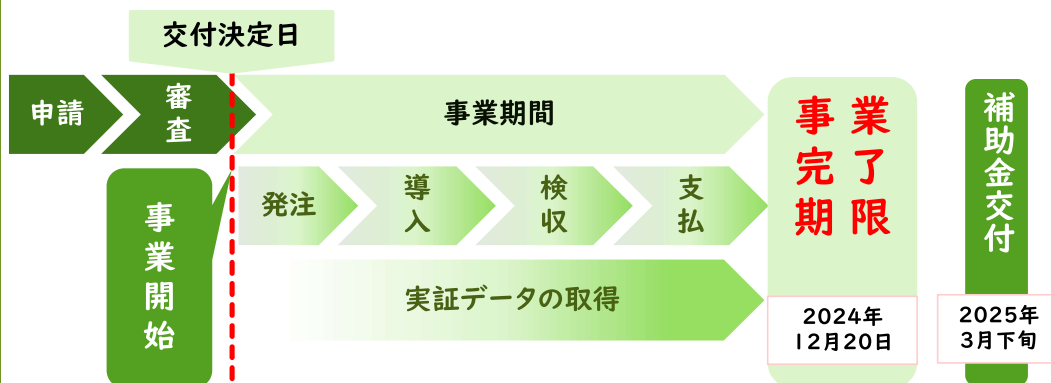 交付決定日
申請
審査
事業期間
事業
完了
期限
補助金交付
事業開始
発注
導入
検収
支払
実証データの取得
2024年
12月20日
2025年
3月下旬